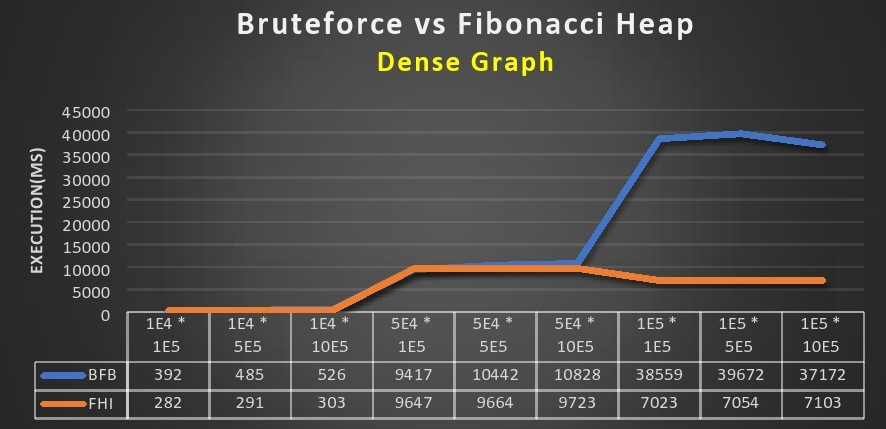 Bruteforce vs Fibonacci Heap
Dense Graph
EXECUTION(MS)
45000
40000
35000
30000
25000
20000
15000
10000
5000
0
1E4 * 1E4 * 1E4 * 5E4 * 5E4 * 5E4 * 1E5 * 1E5 * 1E5 *
1E5 5E5 10E5 1E5 5E5 10E5 1E5 5E5 10E5
BFB 392 485 526 9417 10442 10828 38559 39672 37172
FHI 282 291 303 9647 9664 9723 7023 7054 7103